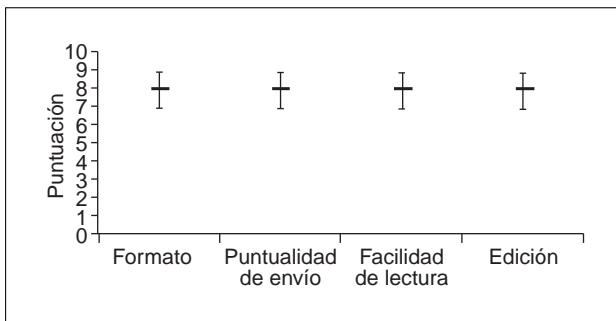 10
9
8
7
6
5
4
3
2
1
0
Puntuación
Formato
Puntualidad
de envío
Facilidad
de lectura
Edición